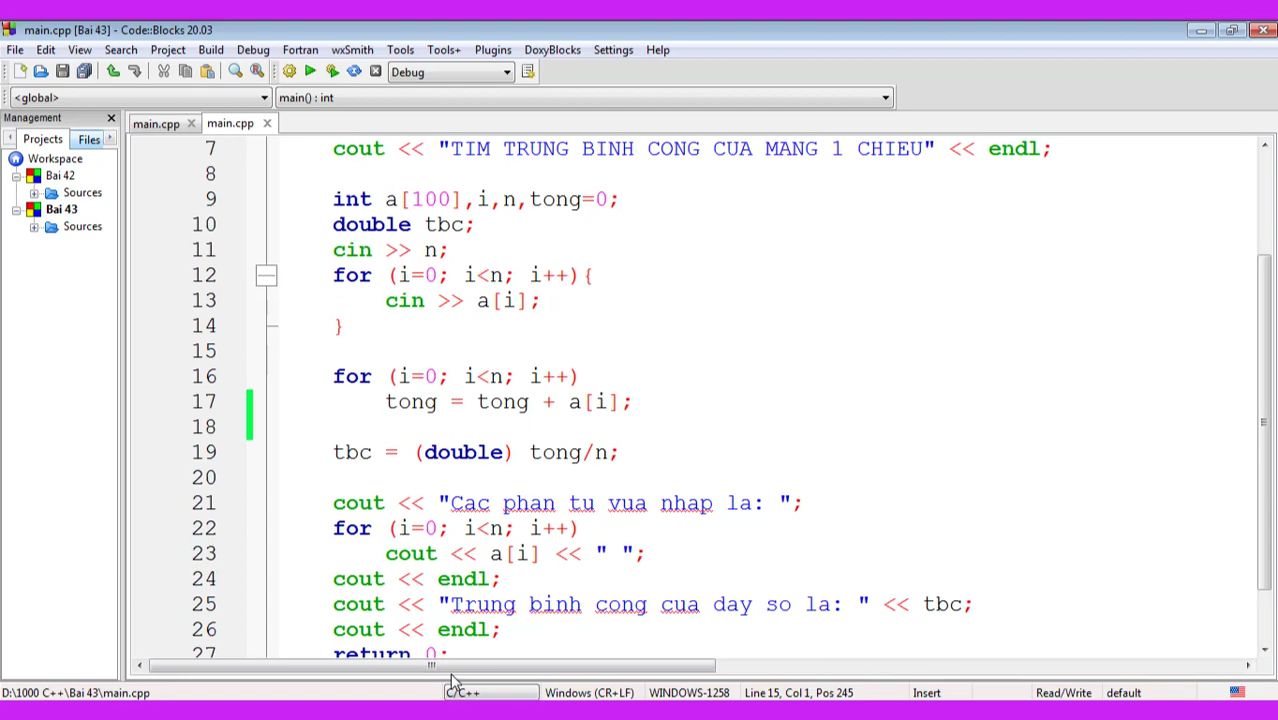 main.cpp [Bai 43] - Code::Blocks 20.03
File Edit View Search Project Build Debug Fortran wxSmith Tools Tools+ Plugins DoxyBlocks Settings Help
Debug
<global> main() : int
Management
main.cpp main.cpp
Projects Files
Workspace
Bai 42
Sources
Bai 43
Sources
7 cout << "TIM TRUNG BINH CONG CUA MANG 1 CHIEU" << endl;
8
9 int a[100],i,n,tong=0;
10 double tbc;
11 cin >> n;
12 for (i=0; i<n; i++){
13 cin >> a[i];
14 }
15
16 for (i=0; i<n; i++)
17 tong = tong + a[i];
18
19 tbc = (double) tong/n;
20
21 cout << "Cac phan tu vua nhap la: ";
22 for (i=0; i<n; i++)
23 cout << a[i] << " ";
24 cout << endl;
25 cout << "Trung binh cong cua day so la: " << tbc;
26 cout << endl;
27 return 0;
D:\1000 C++\Bai 43\main.cpp C/C++ Windows (CR+LF) WINDOWS-1258 Line 15, Col 1, Pos 245 Insert Read/Write default